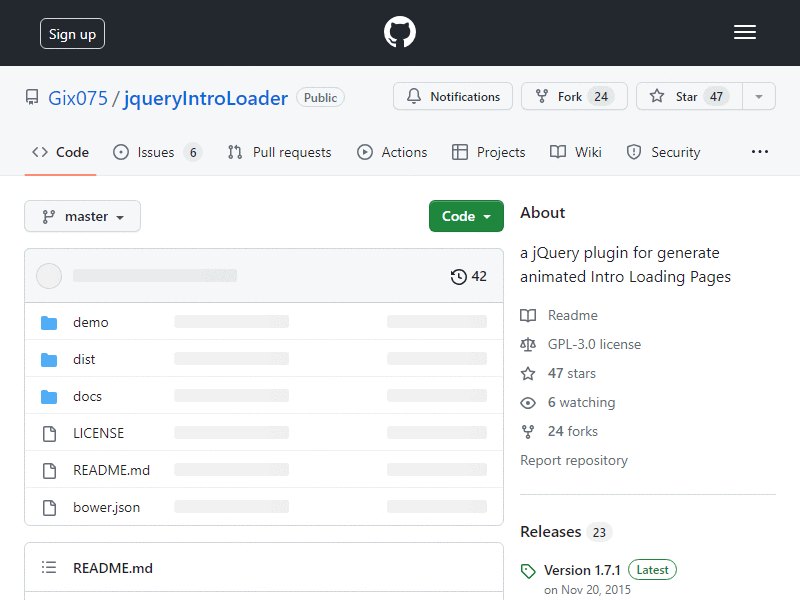 Sign up
Gix075 / jqueryIntroLoader Public
Notifications
Fork 24
Star 47
Code
Issues 6
Pull requests
Actions
Projects
Wiki
Security
master
Code
42
demo
dist
docs
LICENSE
README.md
bower.json
README.md
About
a jQuery plugin for generate
animated Intro Loading Pages
Readme
GPL-3.0 license
47 stars
6 watching
24 forks
Report repository
Releases 23
Version 1.7.1 Latest
on Nov 20, 2015